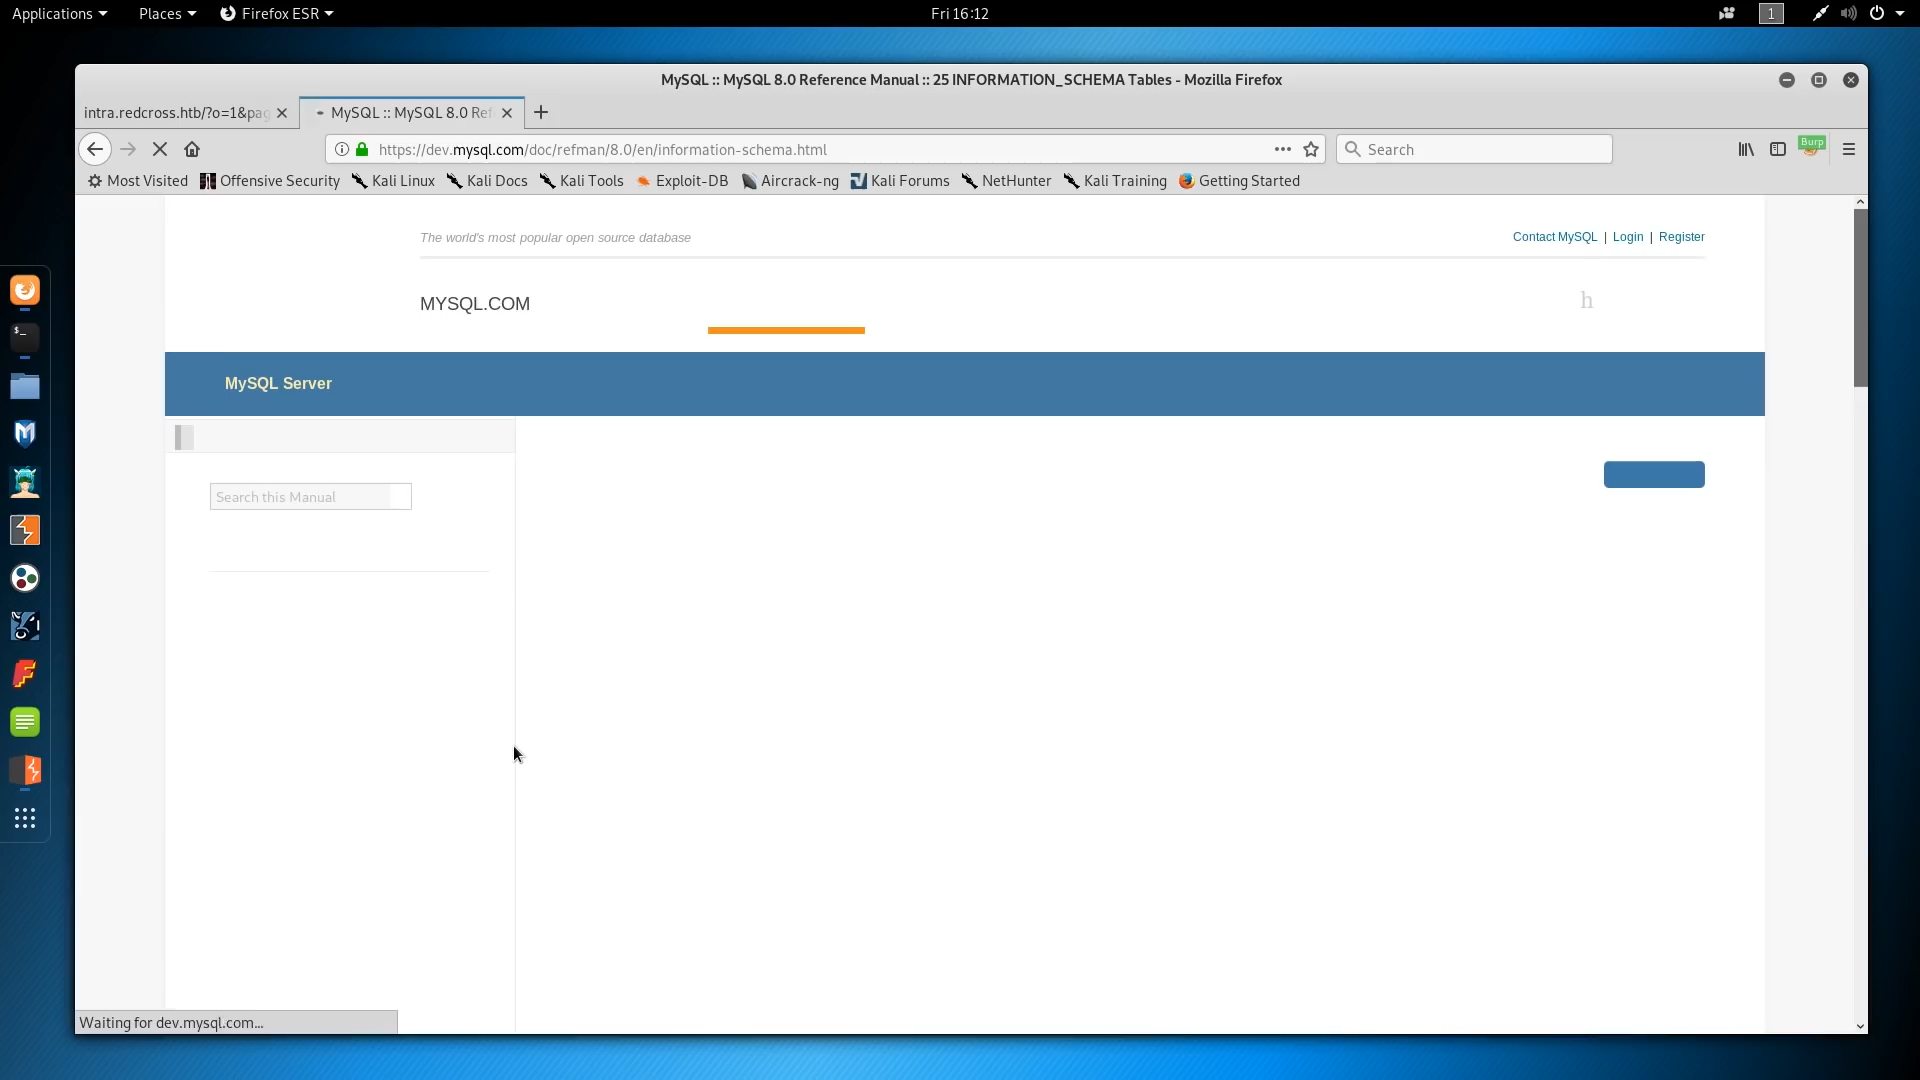 Applications Places Firefox ESR Fri 16:12 1
MySQL :: MySQL 8.0 Reference Manual :: 25 INFORMATION_SCHEMA Tables - Mozilla Firefox
intra.redcross.htb/?o=1&pag MySQL :: MySQL 8.0 Ref
https://dev.mysql.com/doc/refman/8.0/en/information-schema.html Search Burp
Most Visited Offensive Security Kali Linux Kali Docs Kali Tools Exploit-DB Aircrack-ng Kali Forums NetHunter Kali Training Getting Started
The world's most popular open source database Contact MySQL | Login | Register
MYSQL.COM h
MySQL Server
Search this Manual
Waiting for dev.mysql.com...